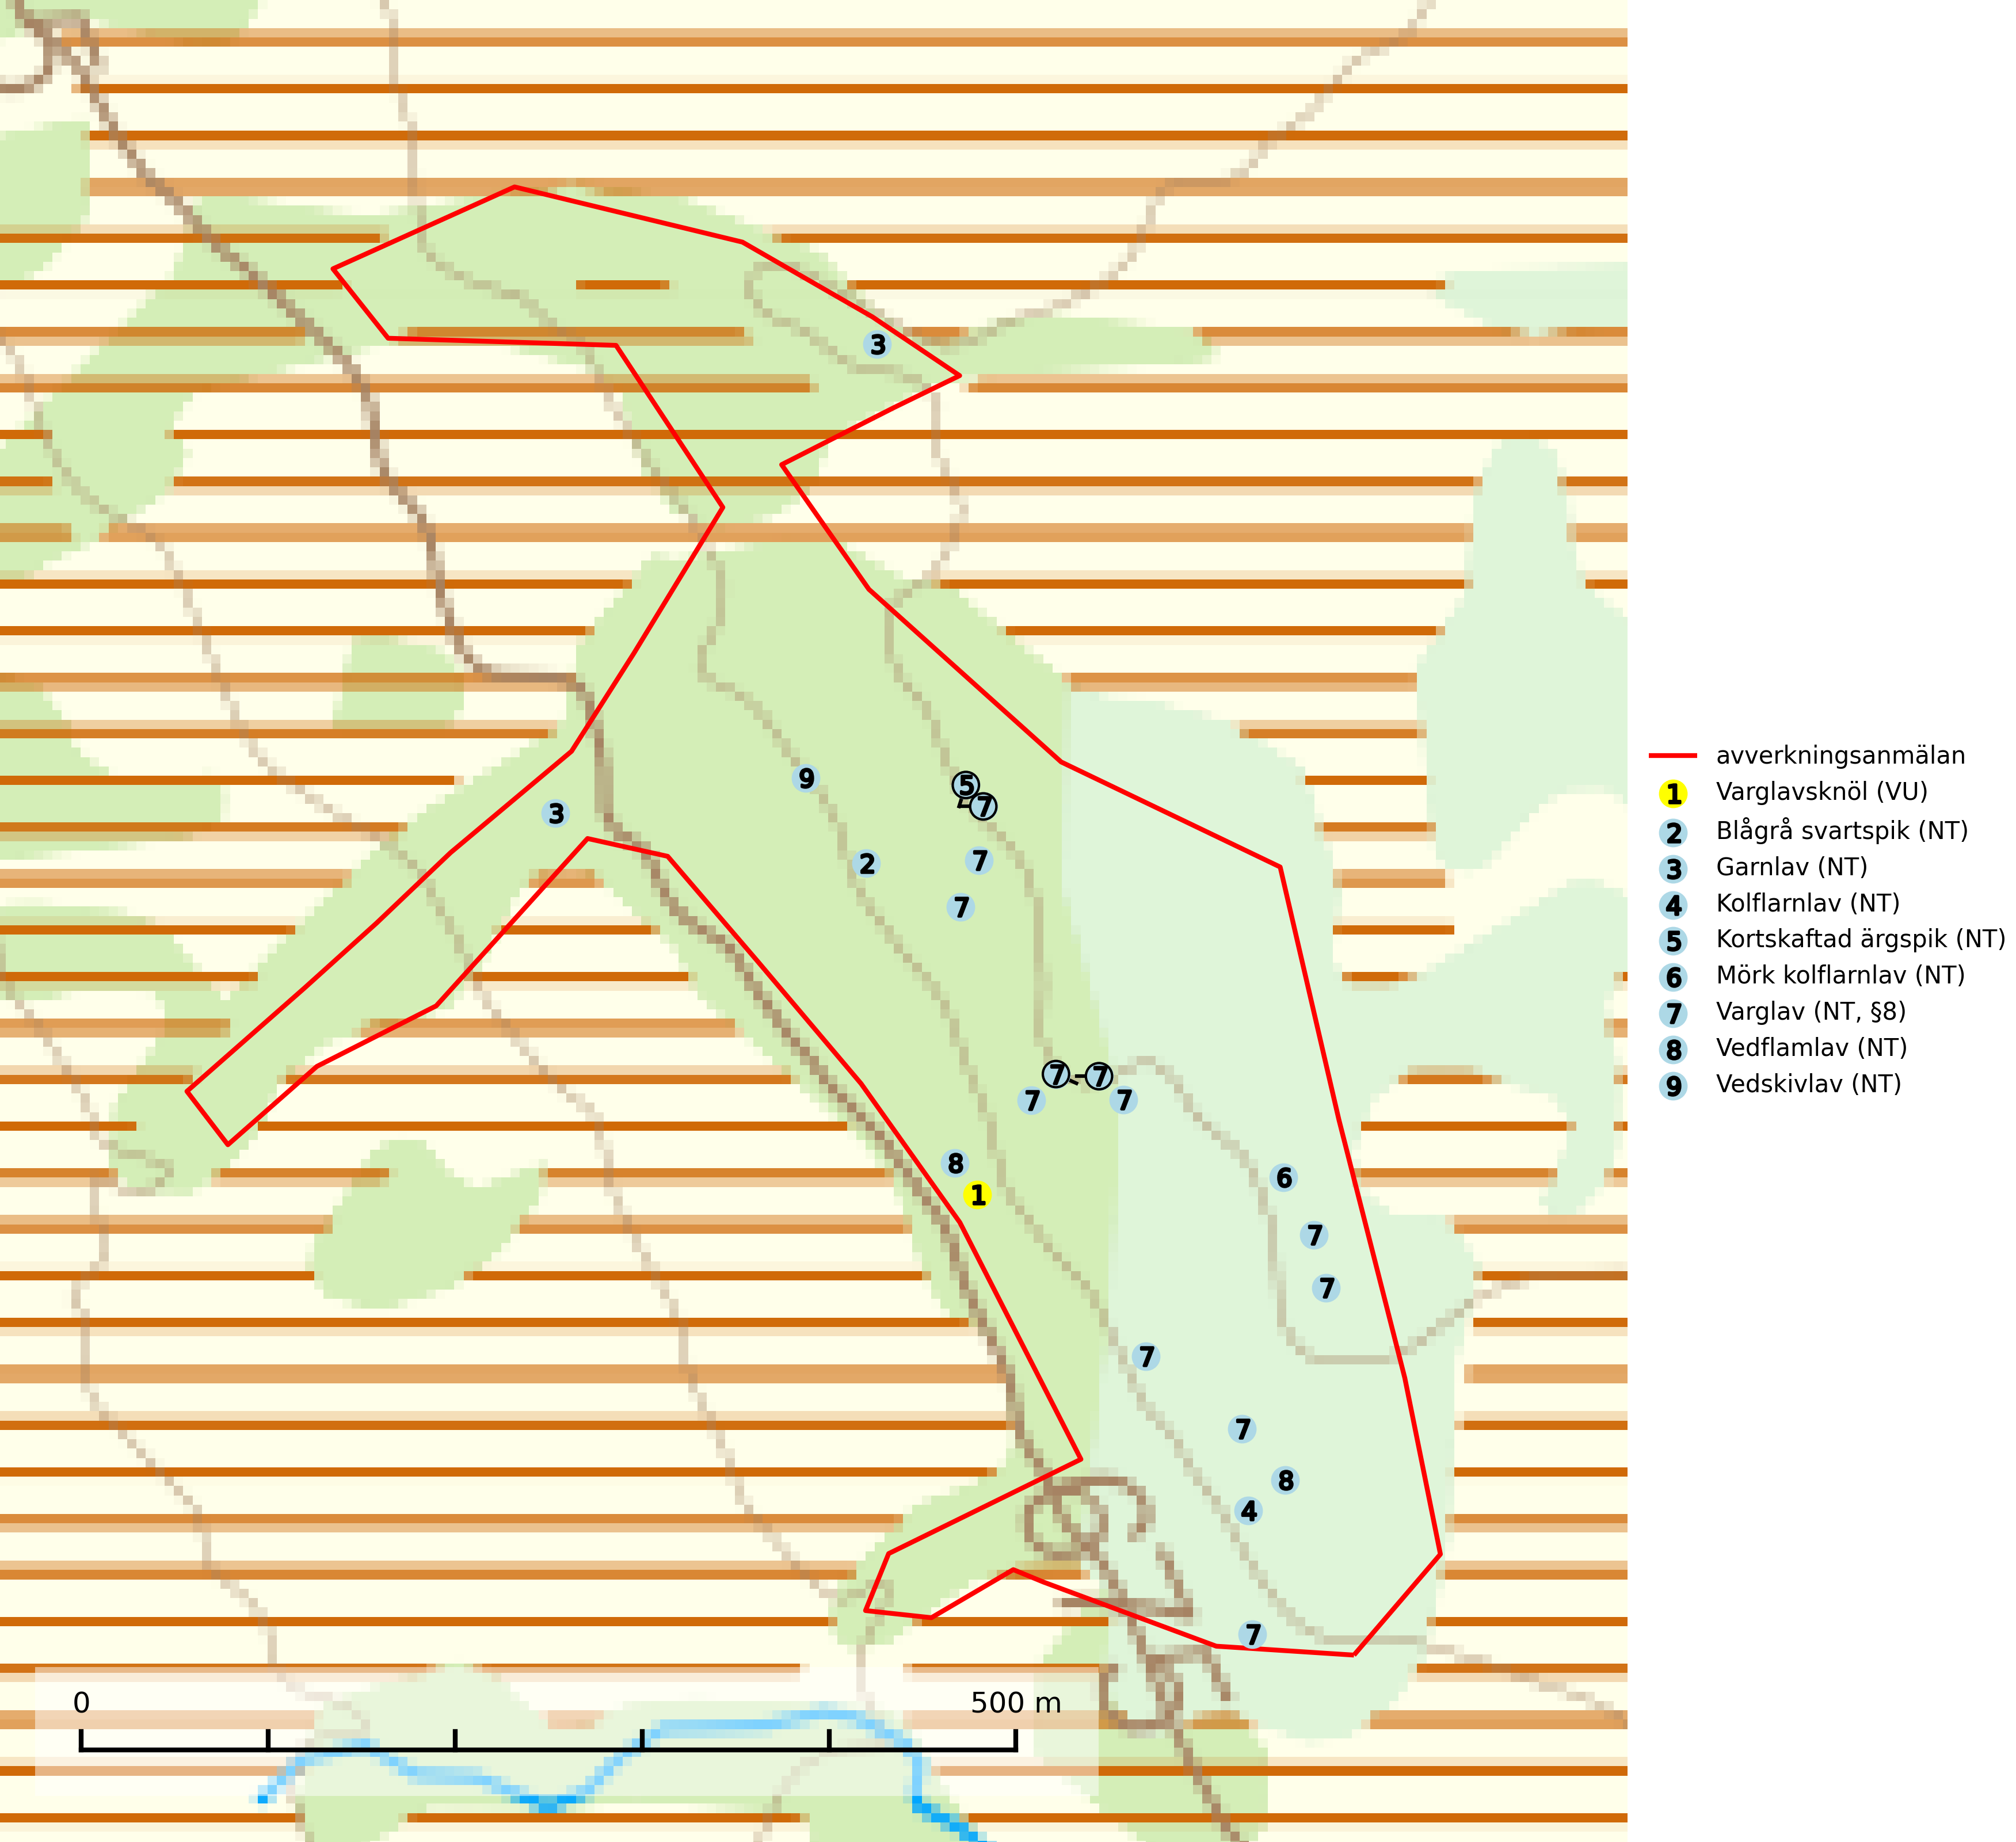 3
9
5
3
7
2
7
7
7
7
7
7
8
6
1
7
7
7
7
8
4
7
0
500 m
avverkningsanmälan
1 Varglavsknöl (VU)
2 Blågrå svartspik (NT)
3 Garnlav (NT)
4 Kolflarnlav (NT)
5 Kortskaftad ärgspik (NT)
6 Mörk kolflarnlav (NT)
7 Varglav (NT, §8)
8 Vedflamlav (NT)
9 Vedskivlav (NT)